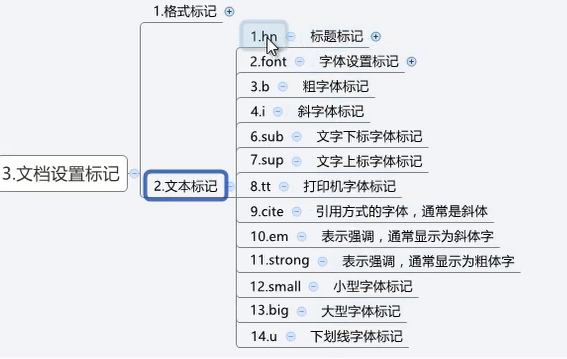 1.格式标记
1.hn 标题标记
2.font 字体设置标记
3.b 粗字体标记
4.i 斜字体标记
6.sub 文字下标字体标记
7.sup 文字上标字体标记
3.文档设置标记
2.文本标记
8.tt 打印机字体标记
9.cite 引用方式的字体，通常是斜体
10.em 表示强调，通常显示为斜体字
11.strong 表示强调，通常显示为粗体字
12.small 小型字体标记
13.big 大型字体标记
14.u 下划线字体标记